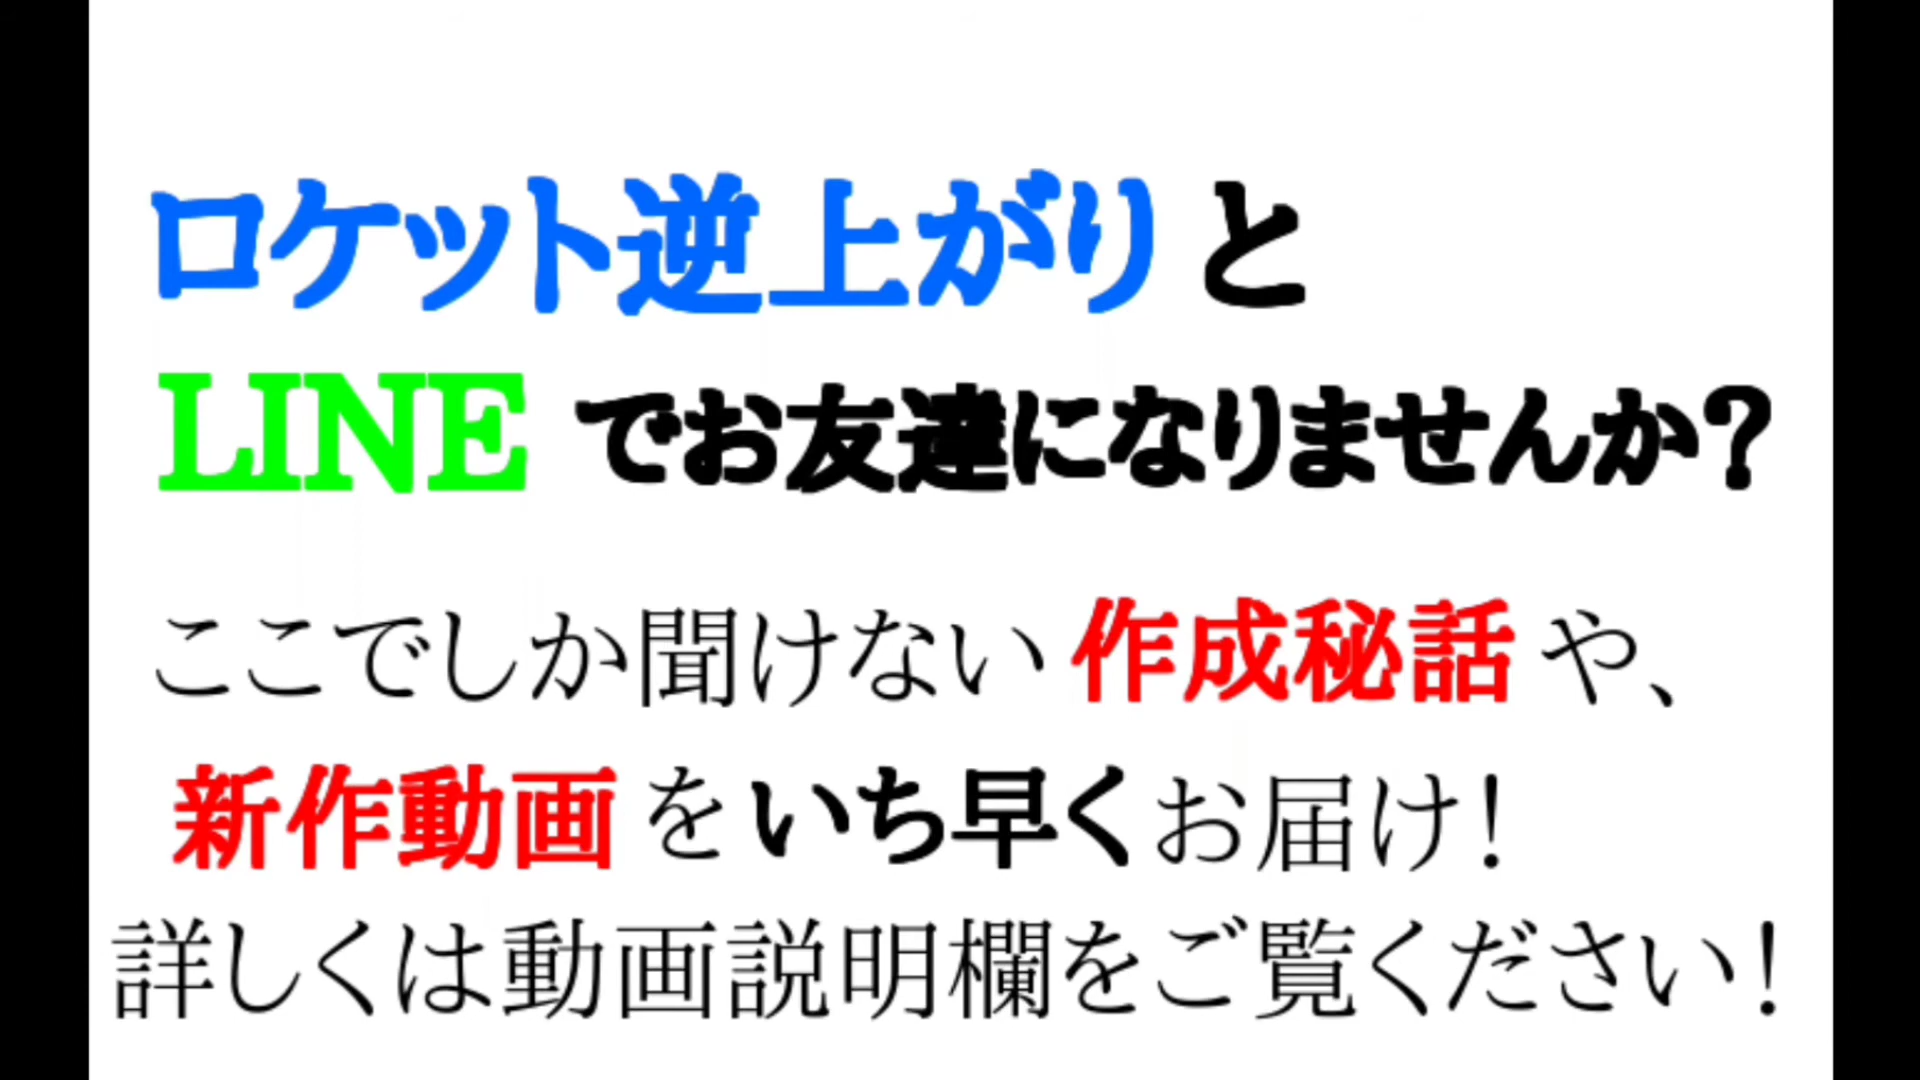 ロケット逆上がりと
LINEでお友達になりませんか？
ここでしか聞けない作成秘話や、
新作動画をいち早くお届け！
詳しくは動画説明欄をご覧ください！